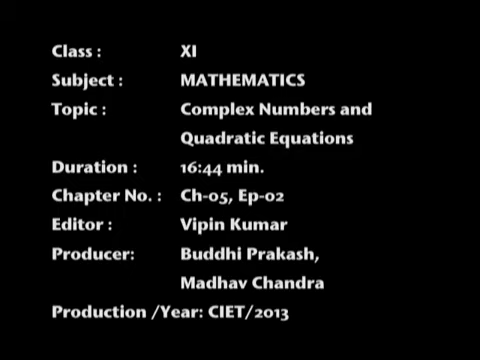 Class : XI
Subject : MATHEMATICS
Topic : Complex Numbers and
Quadratic Equations
Duration : 16:44 min.
Chapter No. : Ch-05, Ep-02
Editor : Vipin Kumar
Producer: Buddhi Prakash,
Madhav Chandra
Production /Year: CIET/2013